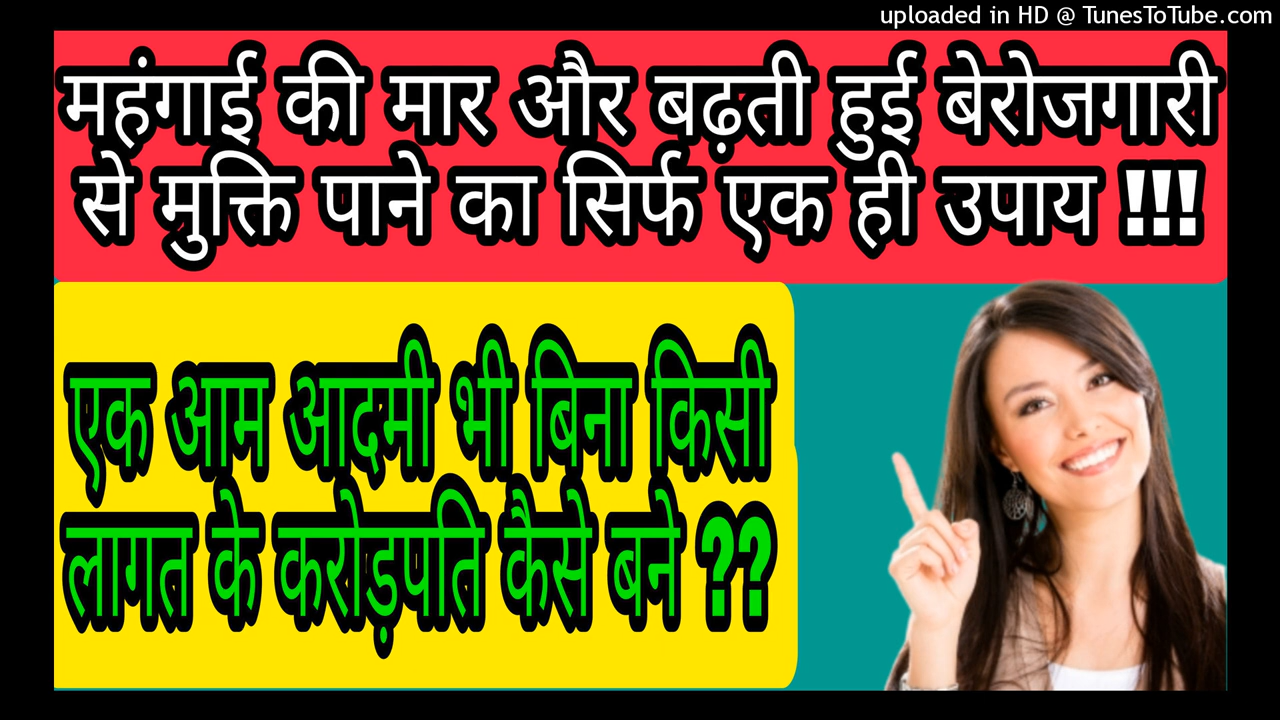 uploaded in HD @ TunesToTube.com
महंगाई की मार और बढ़ती हुई बेरोजगारी
से मुक्ति पाने का सिर्फ एक ही उपाय !!!
एक आम आदमी भी बिना किसी
लागत के करोड़पति कैसे बने ??